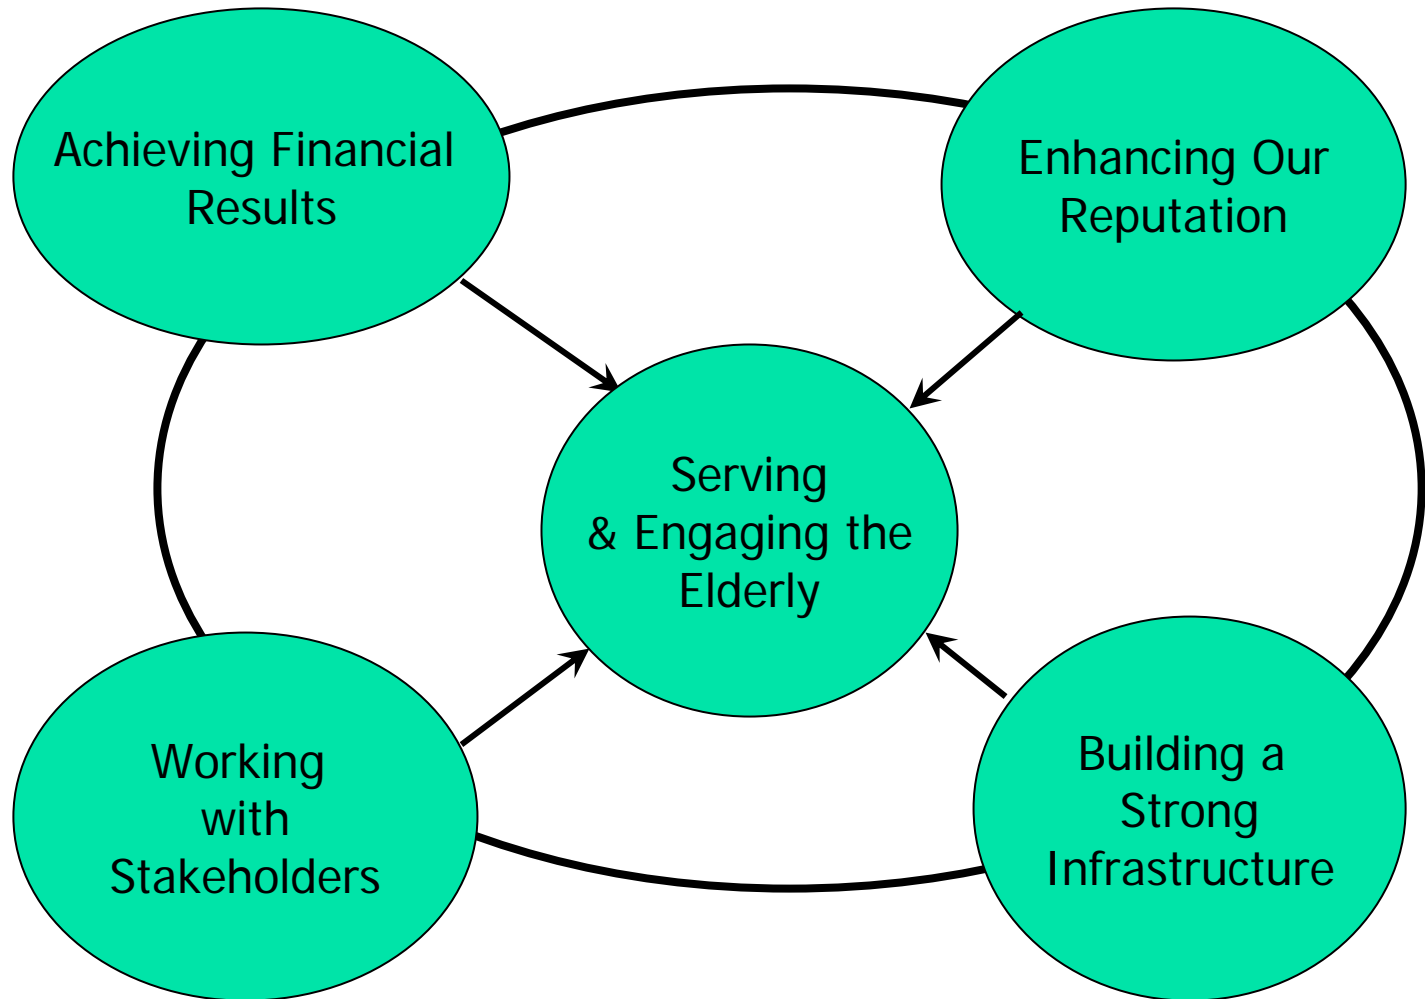 Achieving Financial
Results
Enhancing Our
Reputation
Serving
& Engaging the
Elderly
Working
with
Stakeholders
Building a
Strong
Infrastructure